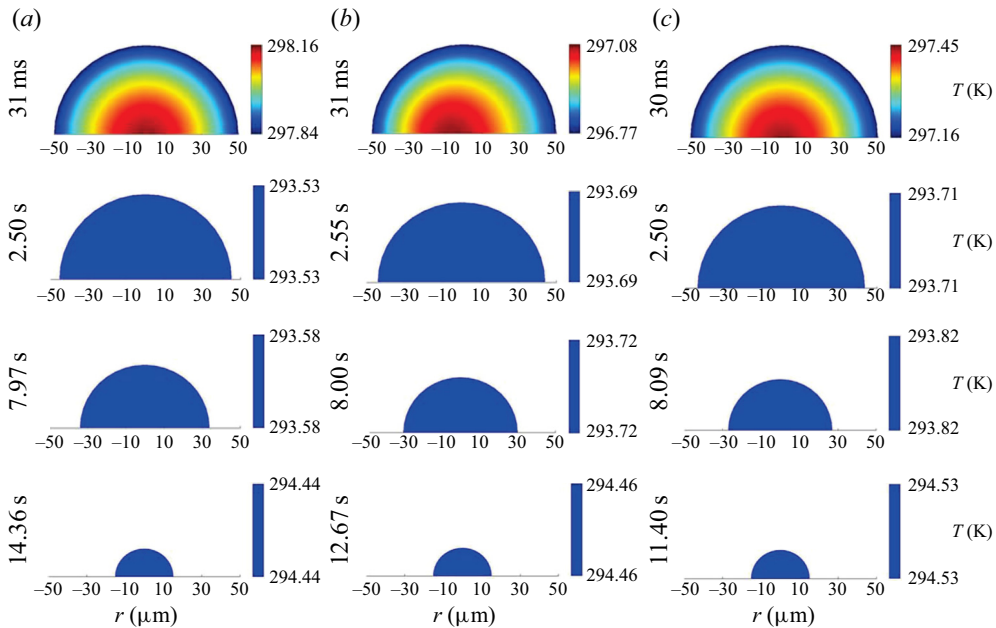 (a) (b) (c)
31 ms 298.16 31 ms 297.08 30 ms 297.45
T (K)
297.84 296.77 297.16
–50 –30 –10 10 30 50 –50 –30 –10 10 30 50 –50 –30 –10 10 30 50
2.50 s 293.53 2.55 s 293.69 2.50 s 293.71
T (K)
293.53 293.69 293.71
–50 –30 –10 10 30 50 –50 –30 –10 10 30 50 –50 –30 –10 10 30 50
7.97 s 293.58 8.00 s 293.72 8.09 s 293.82
T (K)
293.58 293.72 293.82
–50 –30 –10 10 30 50 –50 –30 –10 10 30 50 –50 –30 –10 10 30 50
14.36 s 294.44 12.67 s 294.46 11.40 s 294.53
T (K)
294.44 294.46 294.53
–50 –30 –10 10 30 50 –50 –30 –10 10 30 50 –50 –30 –10 10 30 50
r (μm) r (μm) r (μm)